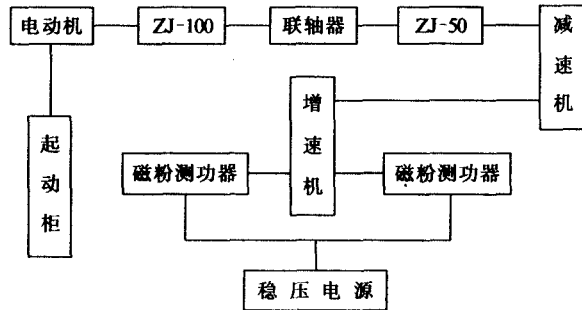 电动机
ZJ-100
联轴器
ZJ-50
减速机
增速机
起动柜
磁粉测功器
磁粉测功器
稳压电源